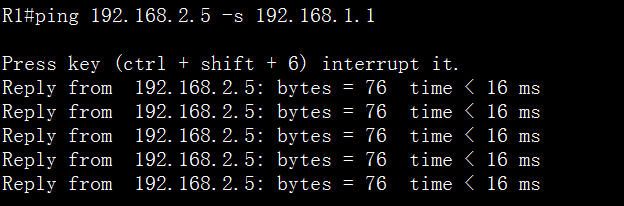 R1#ping 192.168.2.5 -s 192.168.1.1
Press key (ctrl + shift + 6) interrupt it.
Reply from  192.168.2.5: bytes = 76  time < 16 ms
Reply from  192.168.2.5: bytes = 76  time < 16 ms
Reply from  192.168.2.5: bytes = 76  time < 16 ms
Reply from  192.168.2.5: bytes = 76  time < 16 ms
Reply from  192.168.2.5: bytes = 76  time < 16 ms